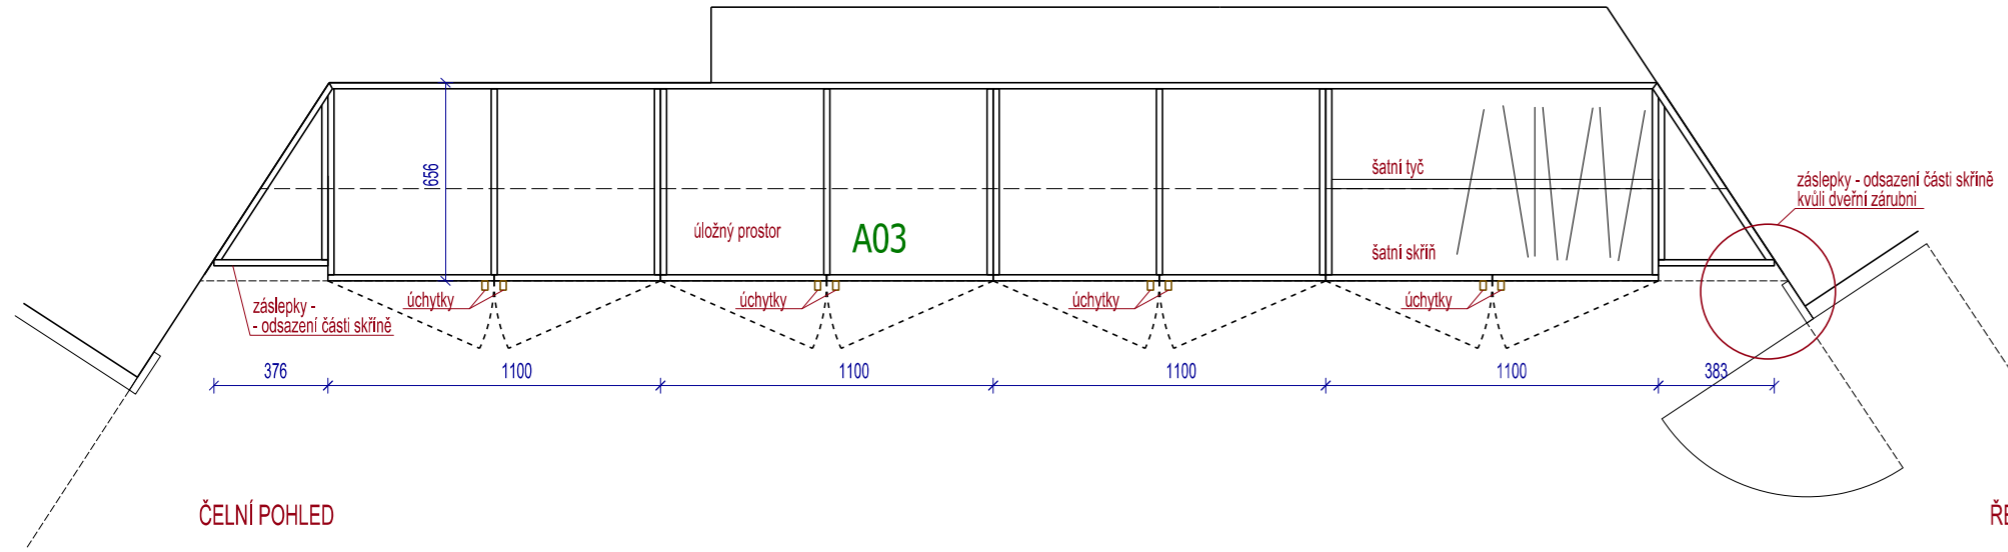 656
šatní tyč
záslepky - odsazení části skříně
kvůli dveřní zárubni
úložný prostor
A03
šatní skříň
záslepky -
- odsazení části skříně
úchytky
úchytky
úchytky
úchytky
376
1100
1100
1100
1100
383
ČELNÍ POHLED
ŘE